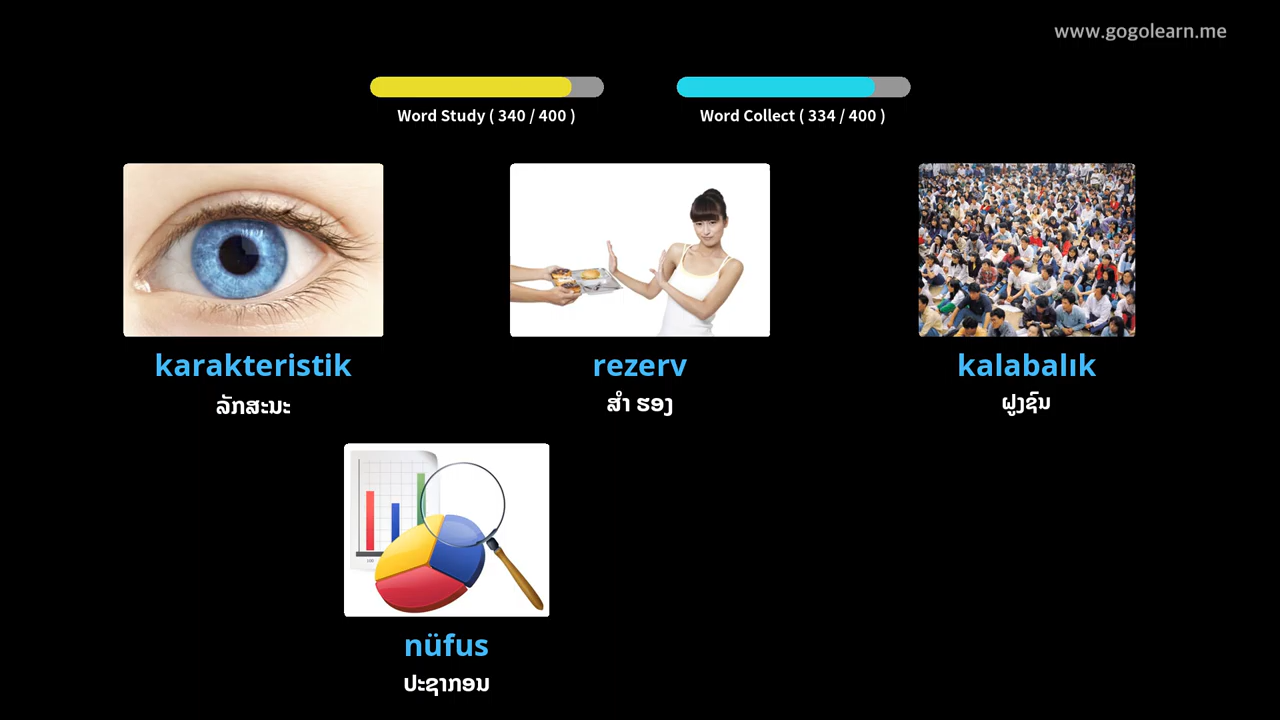 www.gogolearn.me
Word Study ( 340 / 400 )
Word Collect ( 334 / 400 )
karakteristik
ລັກສະນະ
rezerv
ສຳ ຮອງ
kalabalık
ຝູງຊົນ
nüfus
ປະຊາກອນ